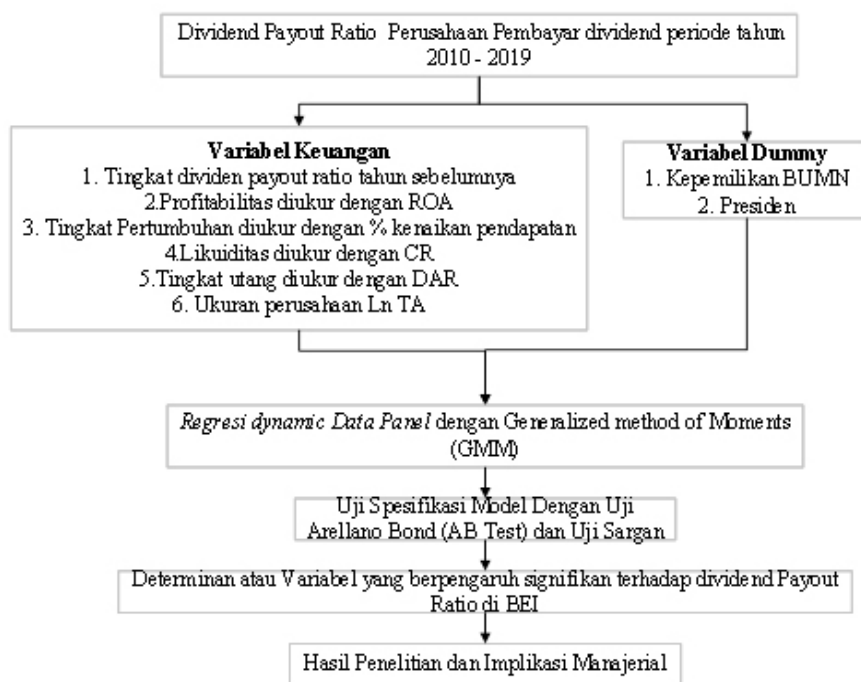 Dividend Payout Ratio Perusahaan Pembayar dividend periode tahun
2010 - 2019
Variabel Keuangan
1. Tingkat dividen payout ratio tahun sebelumnya
2.Profitabilitas diukur dengan ROA
3. Tingkat Pertumbuhan diukur dengan % kenaikan pendapatan
4.Likuiditas diukur dengan CR
5.Tingkat utang diukur dengan DAR
6. Ukuran perusahaan Ln TA
Variabel Dummy
1. Kepemilikan BUMN
2. Presiden
Regresi dynamic Data Panel dengan Generalized method of Moments
(GMM)
Uji Spesifikasi Model Dengan Uji
Arellano Bond (AB Test) dan Uji Sargan
Determinan atau Variabel yang berpengaruh signifikan terhadap dividend Payout
Ratio di BEI
Hasil Penelitian dan Implikasi Manajerial